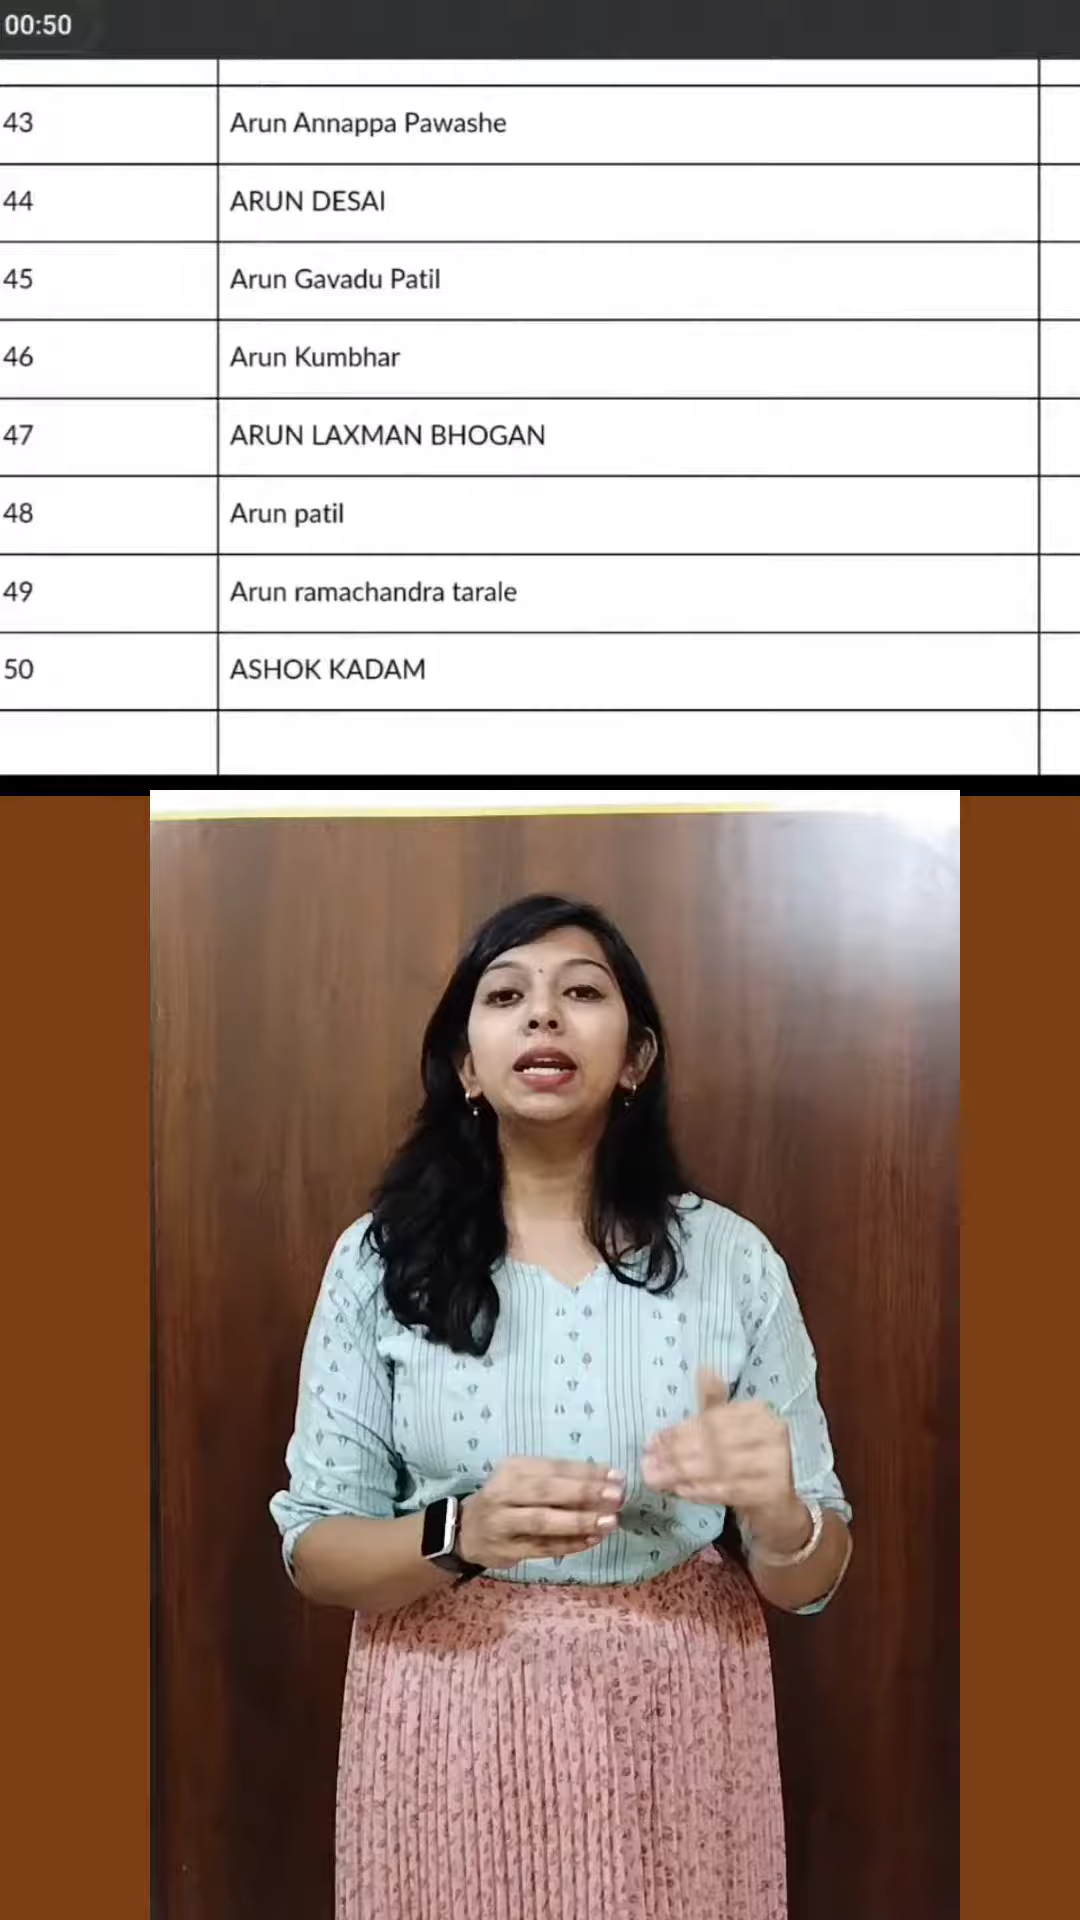 00:50
43 Arun Annappa Pawashe
44 ARUN DESAI
45 Arun Gavadu Patil
46 Arun Kumbhar
47 ARUN LAXMAN BHOGAN
48 Arun patil
49 Arun ramachandra tarale
50 ASHOK KADAM